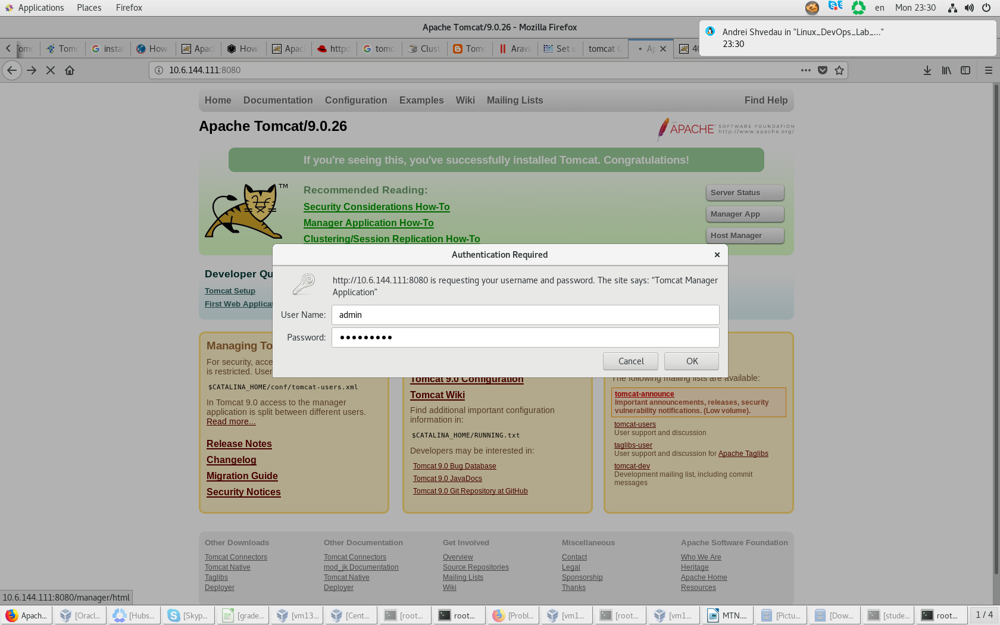 Applications Places Firefox
en Mon 23:30
Apache Tomcat/9.0.26 - Mozilla Firefox
Andrei Shvedau in "Linux_DevOps_Lab_..."
23:30
Tomc insta How Apac How Apac httpd tomc Clust Tomc Aravi Set u tomcat C Ap
10.6.144.111:8080
Home Documentation Configuration Examples Wiki Mailing Lists Find Help
Apache Tomcat/9.0.26
THE APACHE SOFTWARE FOUNDATION
http://www.apache.org/
If you're seeing this, you've successfully installed Tomcat. Congratulations!
TM
Recommended Reading:
Security Considerations How-To
Manager Application How-To
Clustering/Session Replication How-To
Server Status
Manager App
Host Manager
Authentication Required
http://10.6.144.111:8080 is requesting your username and password. The site says: “Tomcat Manager
Application”
User Name: admin
Password: •••••••••
Cancel OK
Developer Qu
Tomcat Setup
First Web Applicat
Managing To
For security, acce
is restricted. User
$CATALINA_HOME/conf/tomcat-users.xml
In Tomcat 9.0 access to the manager
application is split between different users.
Read more...
Release Notes
Changelog
Migration Guide
Security Notices
Tomcat 9.0 Configuration
Tomcat Wiki
Find additional important configuration
information in:
$CATALINA_HOME/RUNNING.txt
Developers may be interested in:
Tomcat 9.0 Bug Database
Tomcat 9.0 JavaDocs
Tomcat 9.0 Git Repository at GitHub
The following mailing lists are available:
tomcat-announce
Important announcements, releases, security
vulnerability notifications. (Low volume).
tomcat-users
User support and discussion
taglibs-user
User support and discussion for Apache Taglibs
tomcat-dev
Development mailing list, including commit
messages
Other Downloads
Tomcat Connectors
Tomcat Native
Taglibs
Deployer
Other Documentation
Tomcat Connectors
mod_jk Documentation
Tomcat Native
Deployer
Get Involved
Overview
Source Repositories
Mailing Lists
Wiki
Miscellaneous
Contact
Legal
Sponsorship
Thanks
Apache Software Foundation
Who We Are
Heritage
Apache Home
Resources
10.6.144.111:8080/manager/html
Apach... [Oracl... [Hubs... [Skyp... [grade... [vm13... [Cent... [root... root... [Probl... [vm1... [root... [vm1... MTN.... [Pictu... [Dow... [stude... root... 1 / 4